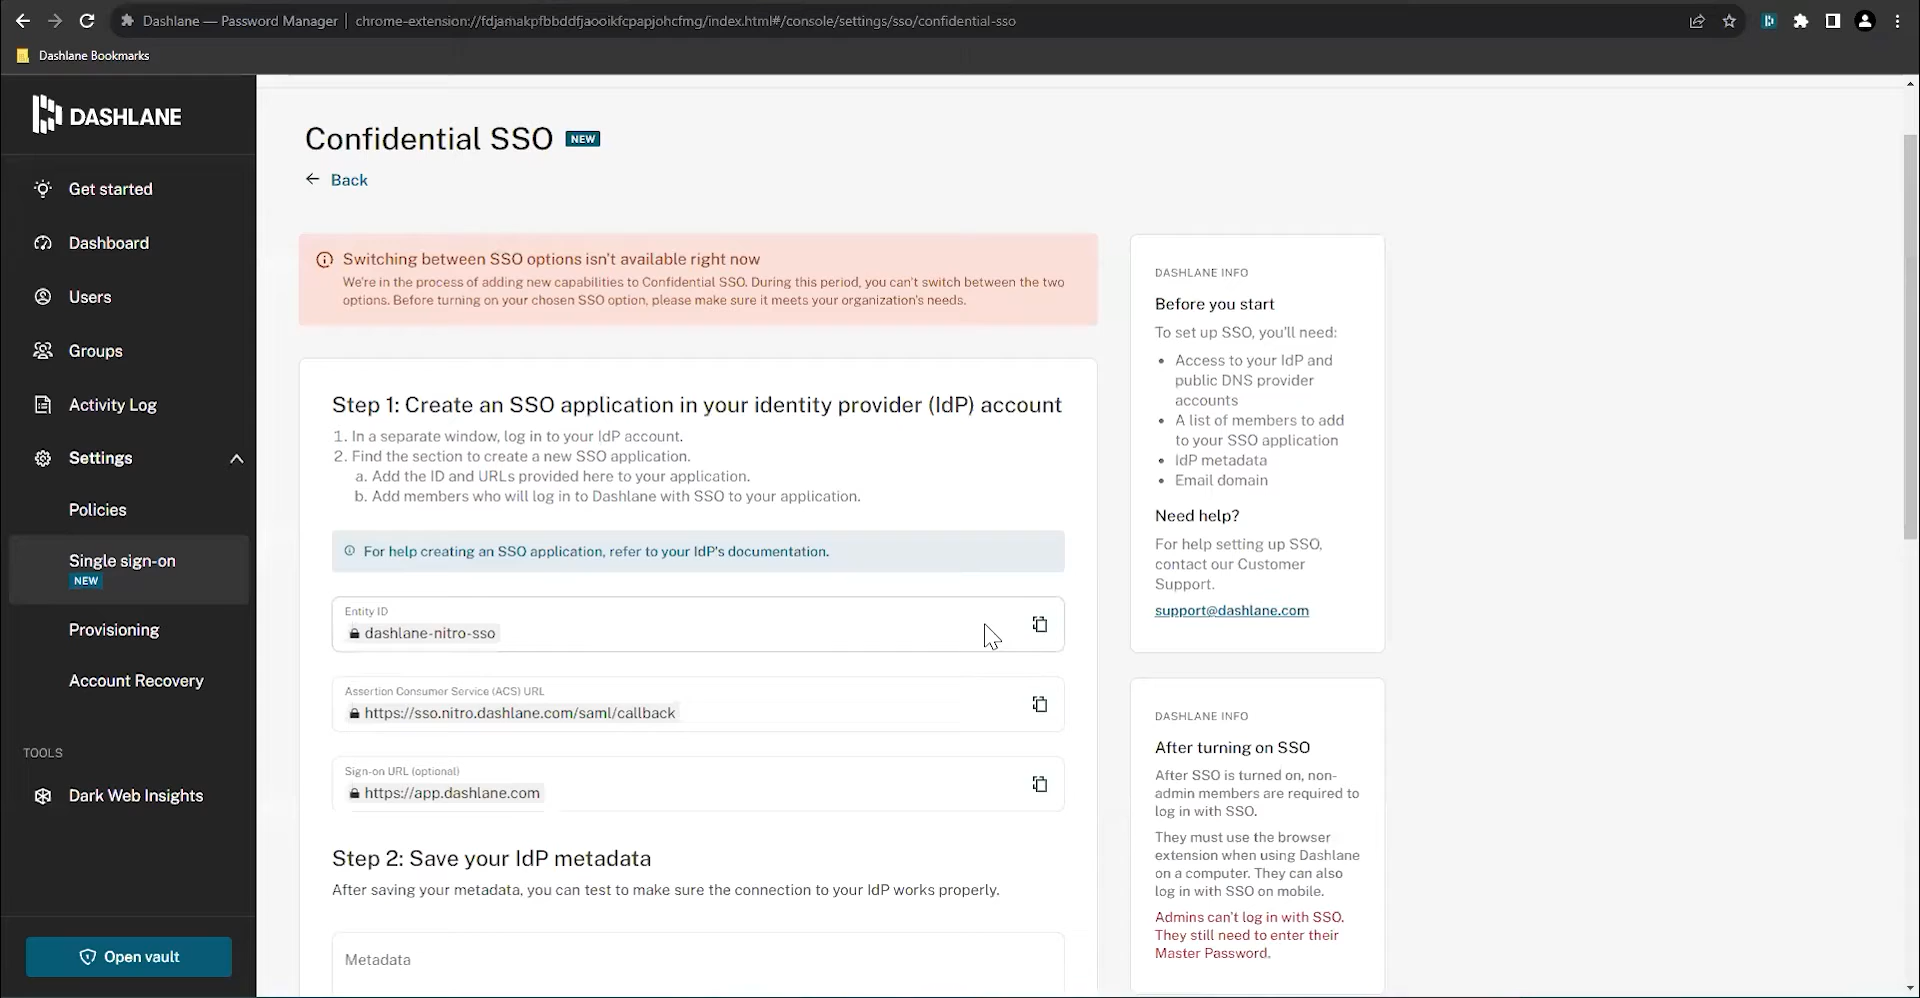 Dashlane — Password Manager | chrome-extension://fdjamakpfbbddfjaooikfcpapjohcfmg/index.html#/console/settings/sso/confidential-sso
Dashlane Bookmarks
DASHLANE
Get started
Dashboard
Users
Groups
Activity Log
Settings
Policies
Single sign-on
NEW
Provisioning
Account Recovery
TOOLS
Dark Web Insights
Open vault
Confidential SSO NEW
Back
Switching between SSO options isn't available right now
We're in the process of adding new capabilities to Confidential SSO. During this period, you can't switch between the two
options. Before turning on your chosen SSO option, please make sure it meets your organization's needs.
Step 1: Create an SSO application in your identity provider (IdP) account
1. In a separate window, log in to your IdP account.
2. Find the section to create a new SSO application.
a. Add the ID and URLs provided here to your application.
b. Add members who will log in to Dashlane with SSO to your application.
For help creating an SSO application, refer to your IdP's documentation.
Entity ID
dashlane-nitro-sso
Assertion Consumer Service (ACS) URL
https://sso.nitro.dashlane.com/saml/callback
Sign-on URL (optional)
https://app.dashlane.com
Step 2: Save your IdP metadata
After saving your metadata, you can test to make sure the connection to your IdP works properly.
Metadata
DASHLANE INFO
Before you start
To set up SSO, you'll need:
• Access to your IdP and
public DNS provider
accounts
• A list of members to add
to your SSO application
• IdP metadata
• Email domain
Need help?
For help setting up SSO,
contact our Customer
Support.
support@dashlane.com
DASHLANE INFO
After turning on SSO
After SSO is turned on, non-
admin members are required to
log in with SSO.
They must use the browser
extension when using Dashlane
on a computer. They can also
log in with SSO on mobile.
Admins can't log in with SSO.
They still need to enter their
Master Password.